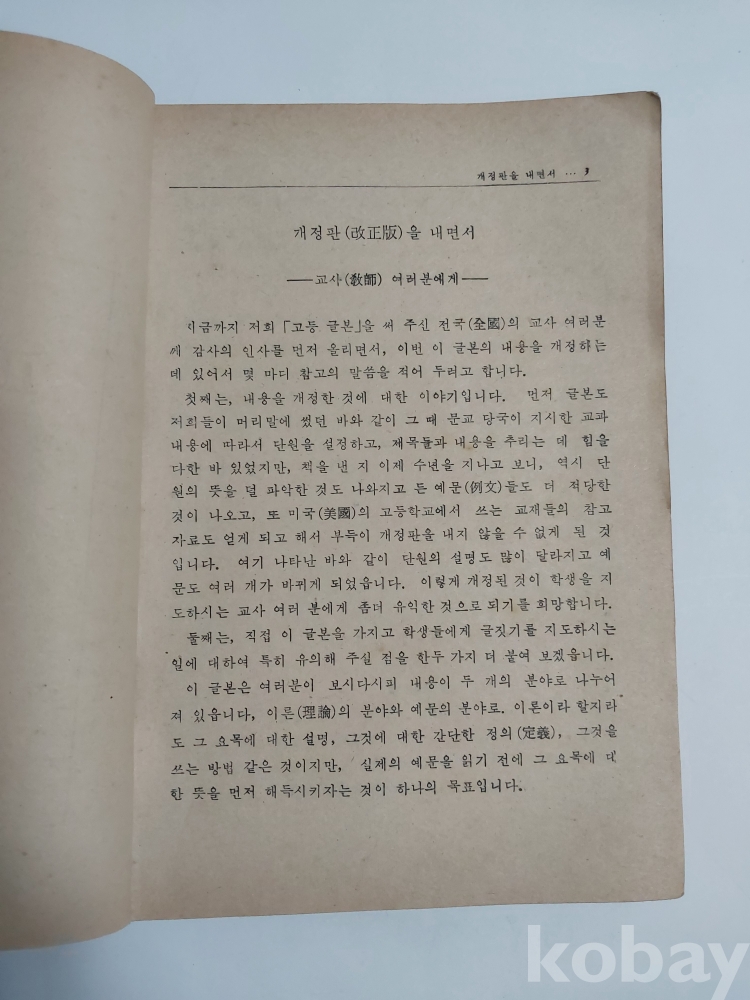 개정판을 내면서 … 3
개정판(改正版)을 내면서
──교사(敎師) 여러분에게──
지금까지 저희 「고등 글본」을 써 주신 전국(全國)의 교사 여러분
께 감사의 인사를 먼저 올리면서, 이번 이 글본의 내용을 개정하는
데 있어서 몇 마디 참고의 말씀을 적어 두려고 합니다.
첫째는, 내용을 개정한 것에 대한 이야기입니다. 먼저 글본도
저희들이 머리말에 썼던 바와 같이 그 때 문교 당국이 지시한 교과
내용에 따라서 단원을 설정하고, 제목들과 내용을 추리는 데 힘을
다한 바 있었지만, 책을 낸 지 이제 수년을 지나고 보니, 역시 단
원의 뜻을 덜 파악한 것도 나와지고 든 예문(例文)들도 더 적당한
것이 나오고, 또 미국(美國)의 고등학교에서 쓰는 교재들의 참고
자료도 얻게 되고 해서 부득이 개정판을 내지 않을 수 없게 된 것
입니다. 여기 나타난 바와 같이 단원의 설명도 많이 달라지고 예
문도 여러 개가 바뀌게 되었읍니다. 이렇게 개정된 것이 학생을 지
도하시는 교사 여러 분에게 좀더 유익한 것으로 되기를 희망합니다.
둘째는, 직접 이 글본을 가지고 학생들에게 글짓기를 지도하시는
일에 대하여 특히 유의해 주실 점을 한두 가지 더 붙여 보겠읍니다.
이 글본은 여러분이 보시다시피 내용이 두 개의 분야로 나누어
져 있읍니다, 이론(理論)의 분야와 예문의 분야로. 이론이라 할지라
도 그 요목에 대한 설명, 그것에 대한 간단한 정의(定義), 그것을
쓰는 방법 같은 것이지만, 실제의 예문을 읽기 전에 그 요목에 대
한 뜻을 먼저 해득시키자는 것이 하나의 목표입니다.
kobay